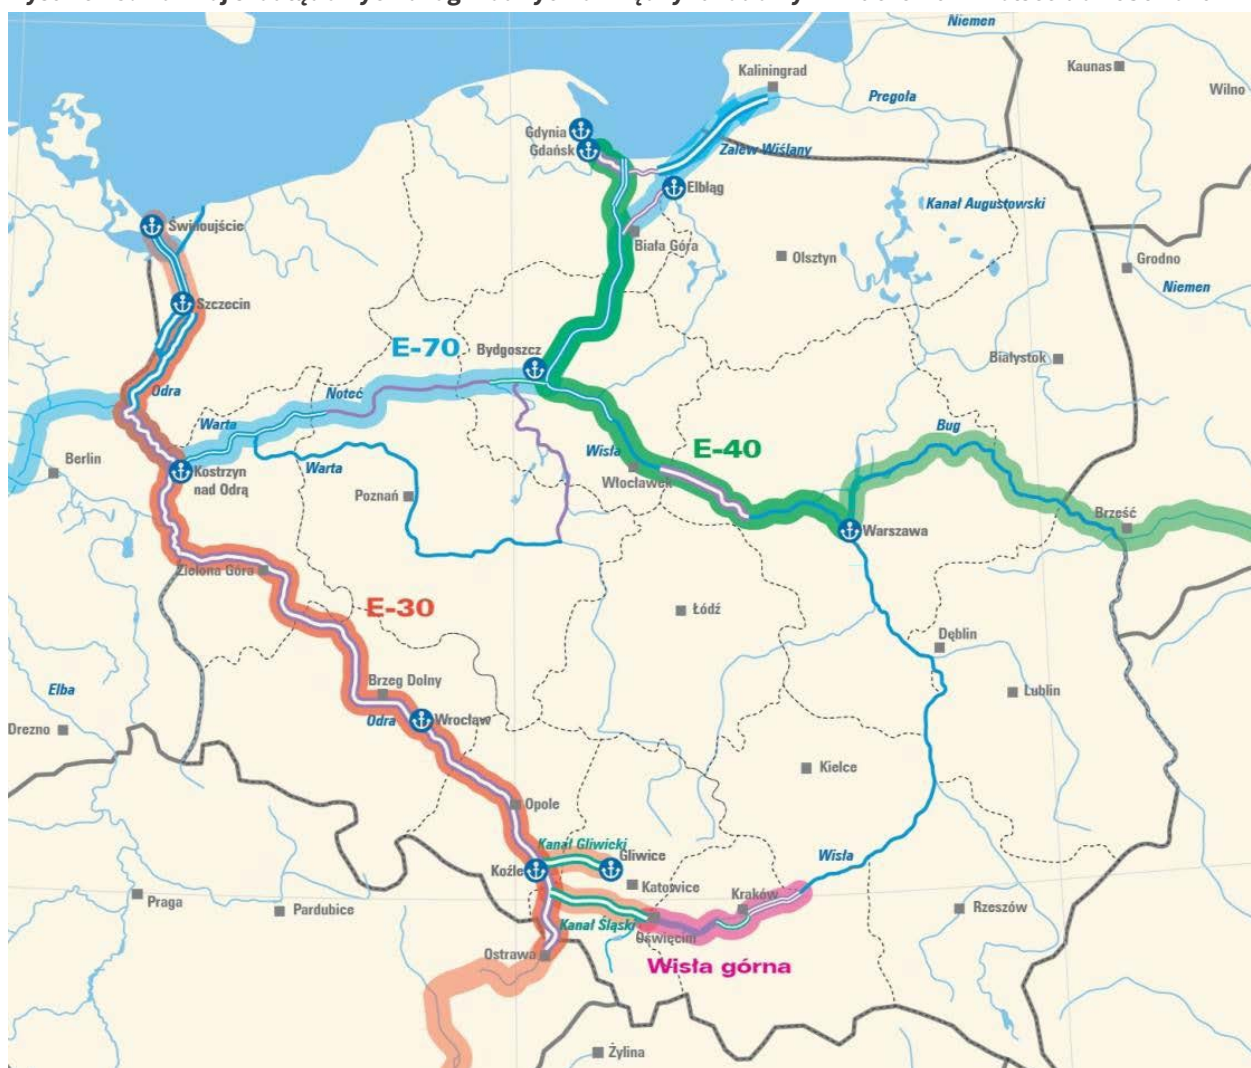 Niemen
Kaunas
Wilno
Kaliningrad
Pregoła
Gdynia
Gdańsk
Zalew Wiślany
Elbląg
Kanał Augustowski
Świnoujście
Biała Góra
Olsztyn
Grodno
Niemen
Szczecin
E-70
Bydgoszcz
Białystok
Odra
Noteć
Warta
Bug
Wisła
E-40
Berlin
Warta
Kostrzyn
nad Odrą
Włocławek
Poznań
Brześć
Warszawa
Zielona Góra
E-30
Łódź
Dęblin
Brzeg Dolny
Elba
Lublin
Odra
Wrocław
Drezno
Kielce
Opole
Kanał Gliwicki
Gliwice
Wisła
Koźle
Katowice
Kraków
Praga
Pardubice
Rzeszów
Kanał Śląski
Oświęcim
Ostrawa
Wisła górna
Żylina